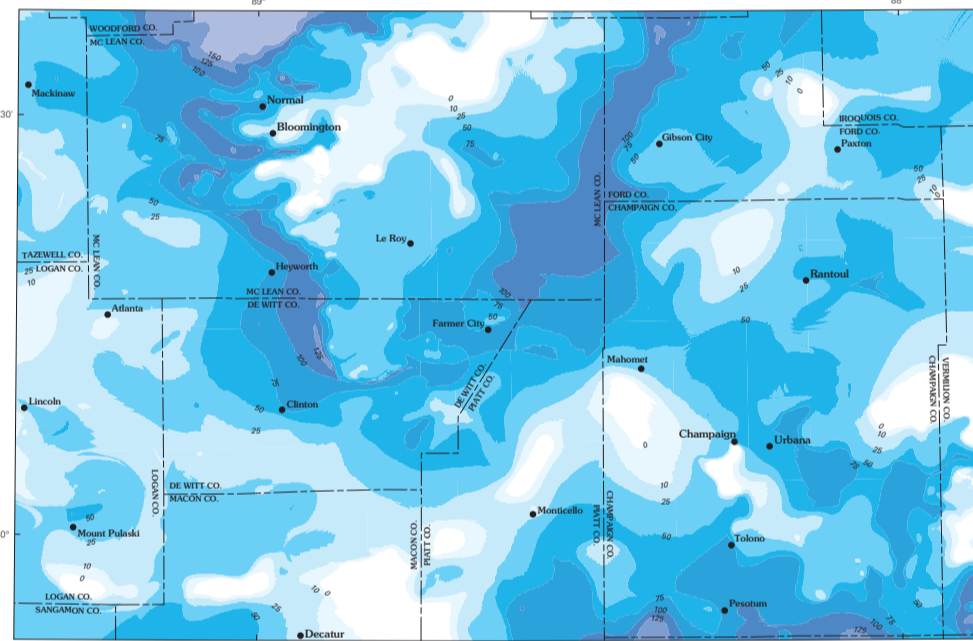 89°
88
WOODFORD CO.
MC LEAN CO.
150
125
100
50
25
10
0
Mackinaw
Normal
0
10
25
50
75
30'
Bloomington
75
IROQUOIS CO.
FORD CO.
Paxton
100
75
50
Gibson City
50
25
10
0
MC LEAN CO.
FORD CO.
CHAMPAIGN CO.
50
25
Le Roy
TAZEWELL CO.
LOGAN CO.
MC LEAN CO.
25
10
Heyworth
10
25
Rantoul
MC LEAN CO.
DE WITT CO.
100
75
50
Atlanta
Farmer City
50
125
100
Mahomet
DE WITT CO.
PIATT CO.
VERMILION CO.
CHAMPAIGN CO.
75
Lincoln
50
Clinton
25
0
10
25
Champaign
Urbana
0
75
50
LOGAN CO.
DE WITT CO.
MACON CO.
10
25
Monticello
50
Mount Pulaski
25
50
Tolono
MACON CO.
PIATT CO.
PIATT CO.
CHAMPAIGN CO.
0°
10
0
10
0
LOGAN CO.
SANGAMON CO.
50
75
100
125
Pesotum
50
75
100
125
Decatur